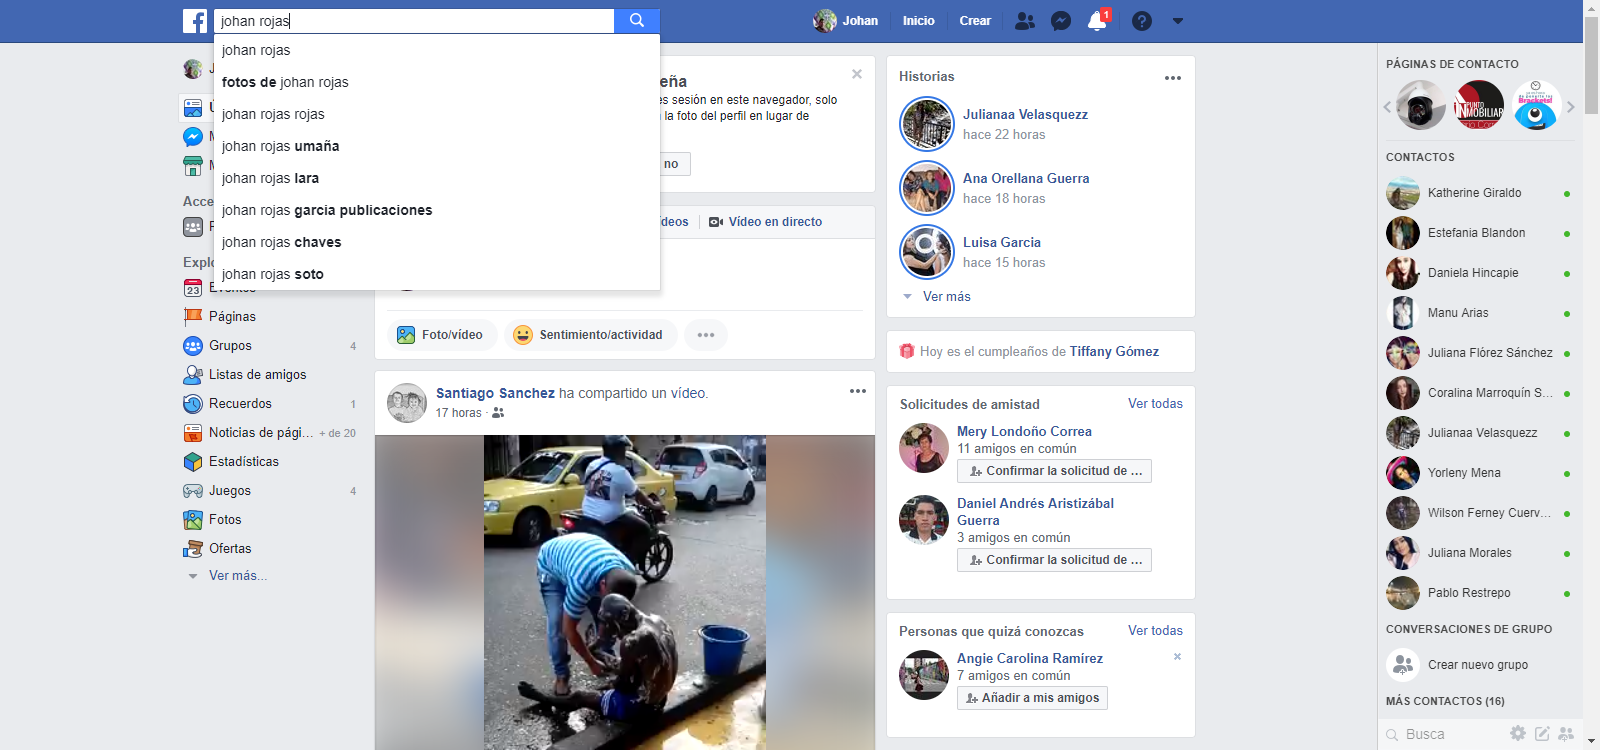 johan rojas
Johan
Inicio
Crear
1
johan rojas
fotos de johan rojas
johan rojas rojas
johan rojas umaña
johan rojas lara
johan rojas garcia publicaciones
johan rojas chaves
johan rojas soto
J
Ú
M
M
Acce
P
Explo
23
Eventos
Páginas
Grupos 4
Listas de amigos
Recuerdos 1
Noticias de pági... + de 20
Estadísticas
Juegos 4
Fotos
Ofertas
Ver más...
eña
es sesión en este navegador, solo
la foto del perfil en lugar de
no
ídeos
Vídeo en directo
Foto/vídeo
Sentimiento/actividad
Santiago Sanchez ha compartido un vídeo.
17 horas ·
Historias
Julianaa Velasquezz
hace 22 horas
Ana Orellana Guerra
hace 18 horas
Luisa Garcia
hace 15 horas
Ver más
Hoy es el cumpleaños de Tiffany Gómez
Solicitudes de amistad
Ver todas
Mery Londoño Correa
11 amigos en común
Confirmar la solicitud de ...
Daniel Andrés Aristizábal
Guerra
3 amigos en común
Confirmar la solicitud de ...
Personas que quizá conozcas
Ver todas
Angie Carolina Ramírez
7 amigos en común
Añadir a mis amigos
PÁGINAS DE CONTACTO
PUNTO
INMOBILIAR
Brackets!
CONTACTOS
Katherine Giraldo
Estefania Blandon
Daniela Hincapie
Manu Arias
Juliana Flórez Sánchez
Coralina Marroquín S...
Julianaa Velasquezz
Yorleny Mena
Wilson Ferney Cuerv...
Juliana Morales
Pablo Restrepo
CONVERSACIONES DE GRUPO
Crear nuevo grupo
MÁS CONTACTOS (16)
Busca